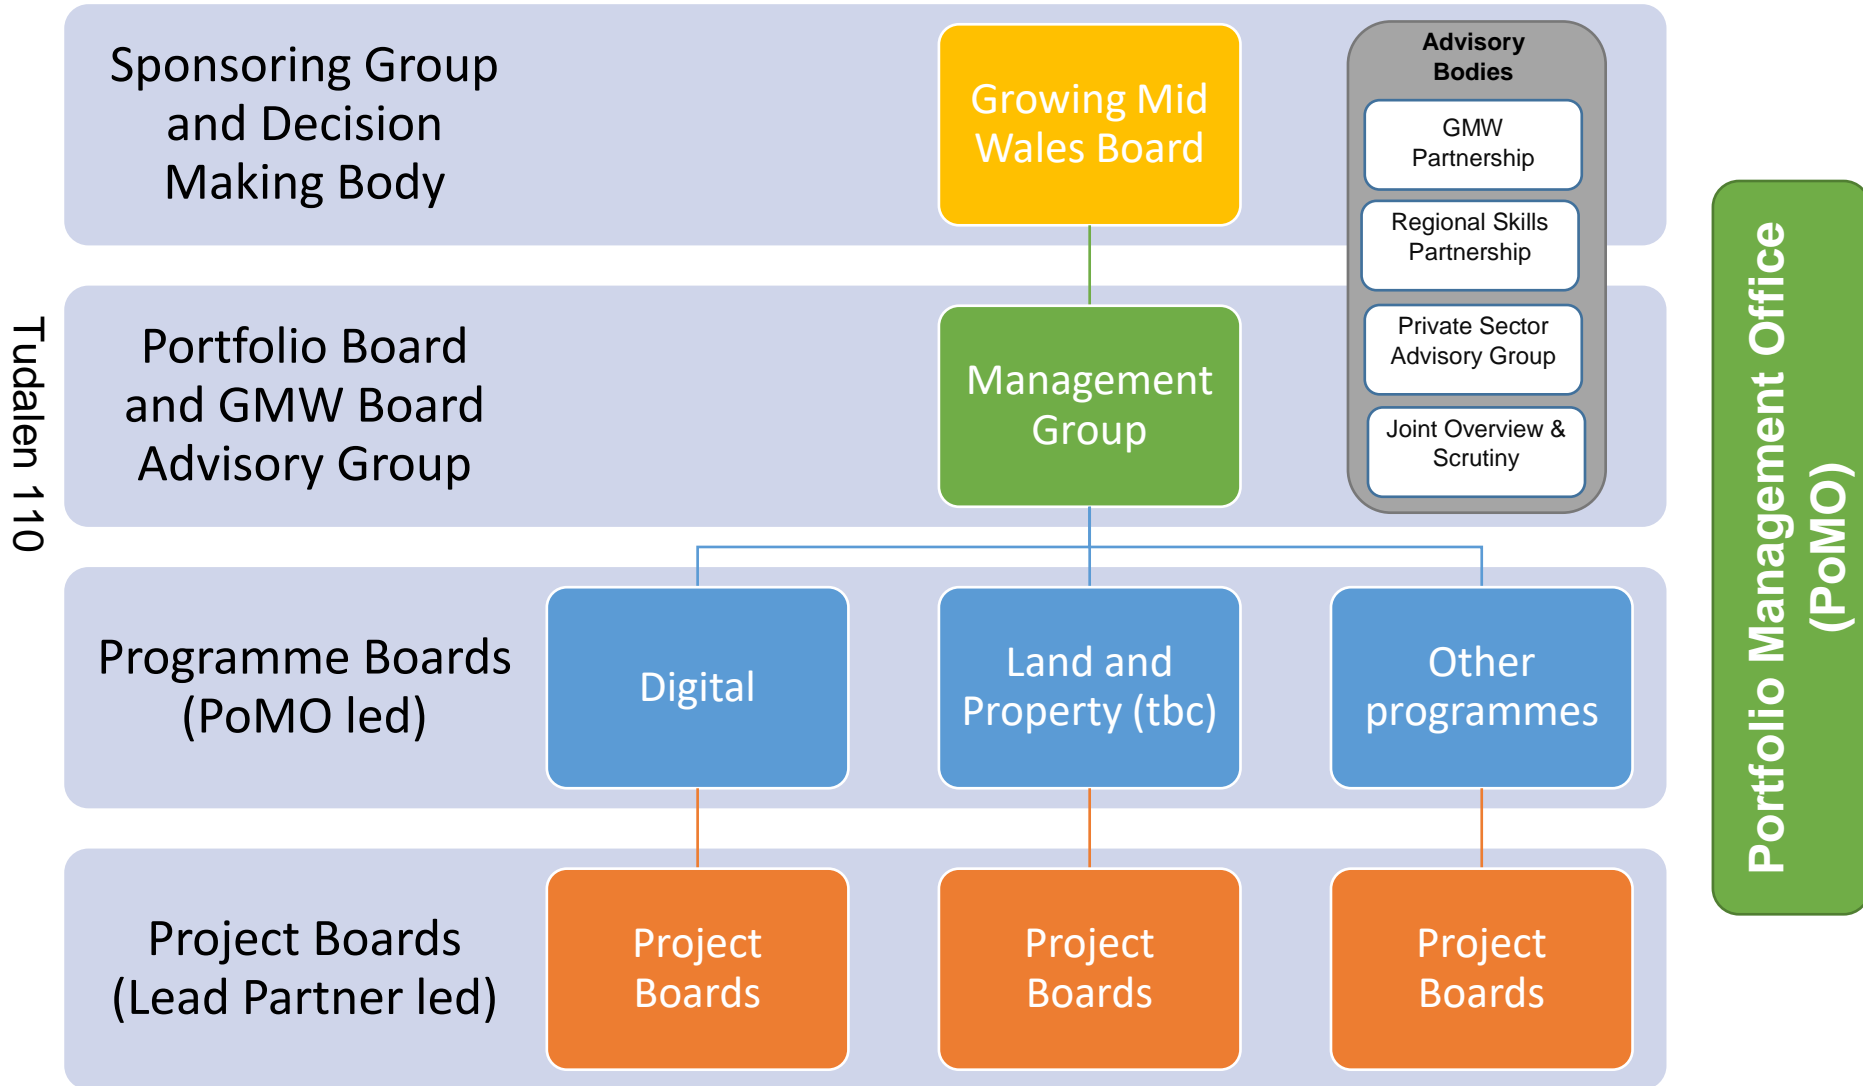 Sponsoring Group
and Decision
Making Body
Growing Mid
Wales Board
Advisory
Bodies
GMW
Partnership
Regional Skills
Partnership
Private Sector
Advisory Group
Joint Overview &
Scrutiny
Portfolio Board
and GMW Board
Advisory Group
Management
Group
Programme Boards
(PoMO led)
Digital
Land and
Property (tbc)
Other
programmes
Project Boards
(Lead Partner led)
Project
Boards
Project
Boards
Project
Boards
Portfolio Management Office
(PoMO)
Tudalen 110